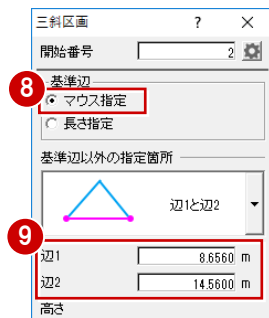 三斜区画 ? ×
開始番号 2
8
基準辺
マウス指定
長さ指定
基準辺以外の指定箇所
辺1と辺2
9
辺1 8.6560 m
辺2 14.5600 m
高さ